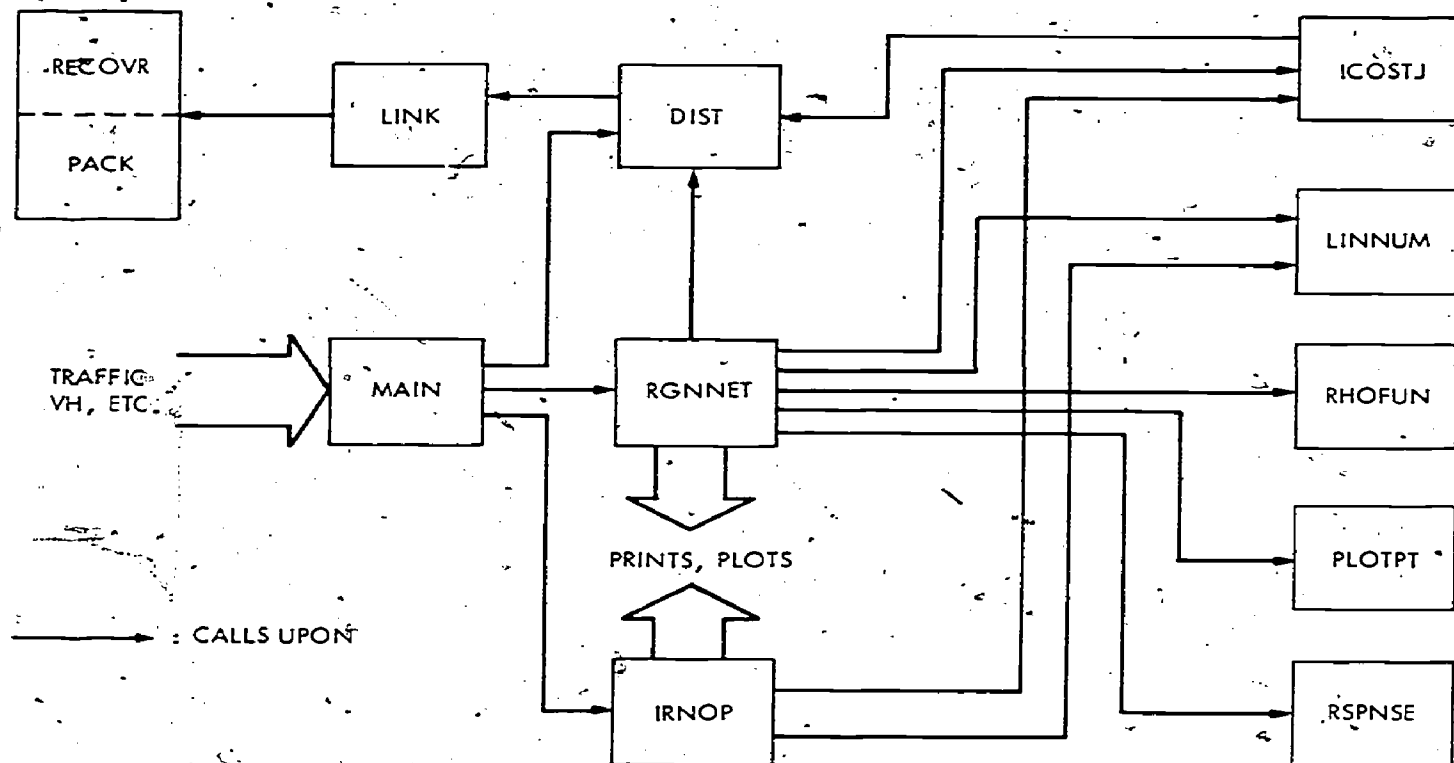 RECOVR
PACK
LINK
DIST
ICOSTJ
LINNUM
TRAFFIC
VH, ETC.
MAIN
RGNNET
RHOFUN
PRINTS, PLOTS
PLOTPT
: CALLS UPON
IRNOP
RSPNSE